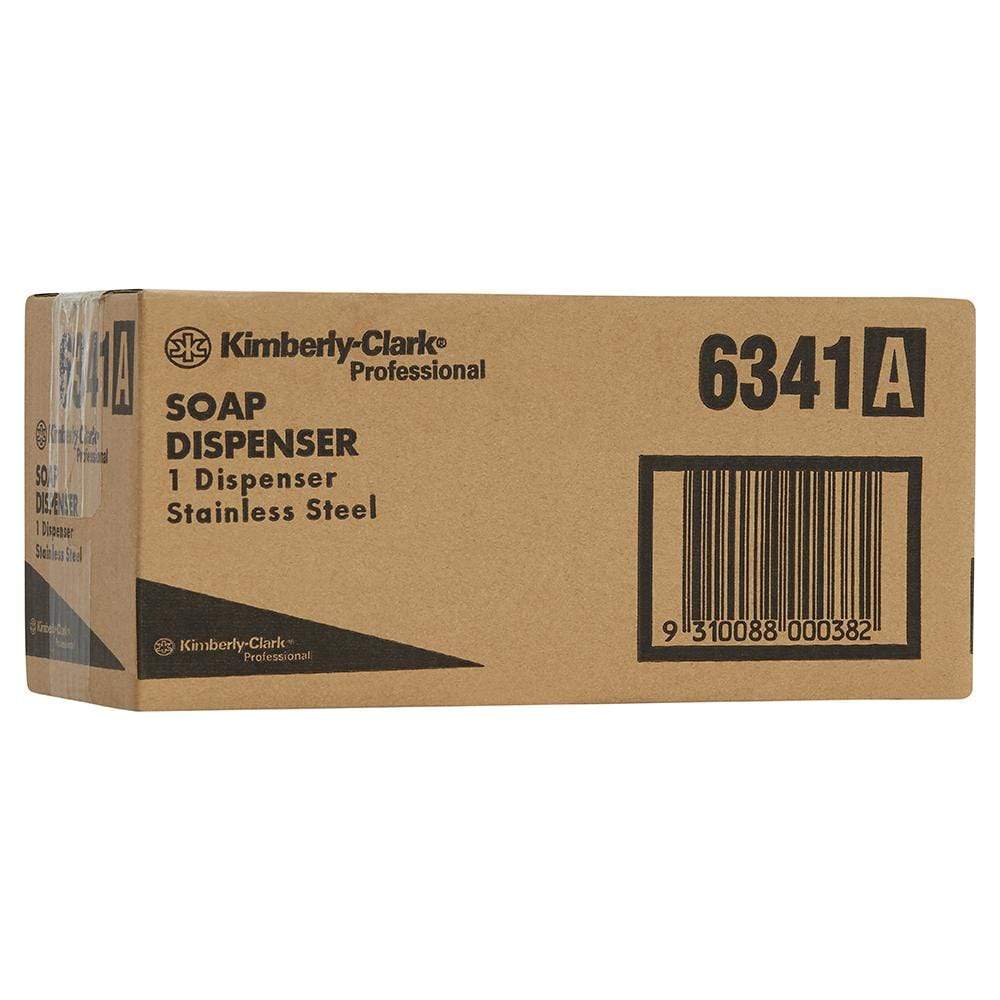 6341 A
Kimberly-Clark
Professional
SOAP
DISPENSER
1 Dispenser
Stainless Steel
Kimberly-Clark
Professional
Kimberly-Clark®
Professional
SOAP
DISPENSER
1 Dispenser
Stainless Steel
6341 A
9 310088 000382
Kimberly-Clark®
Professional